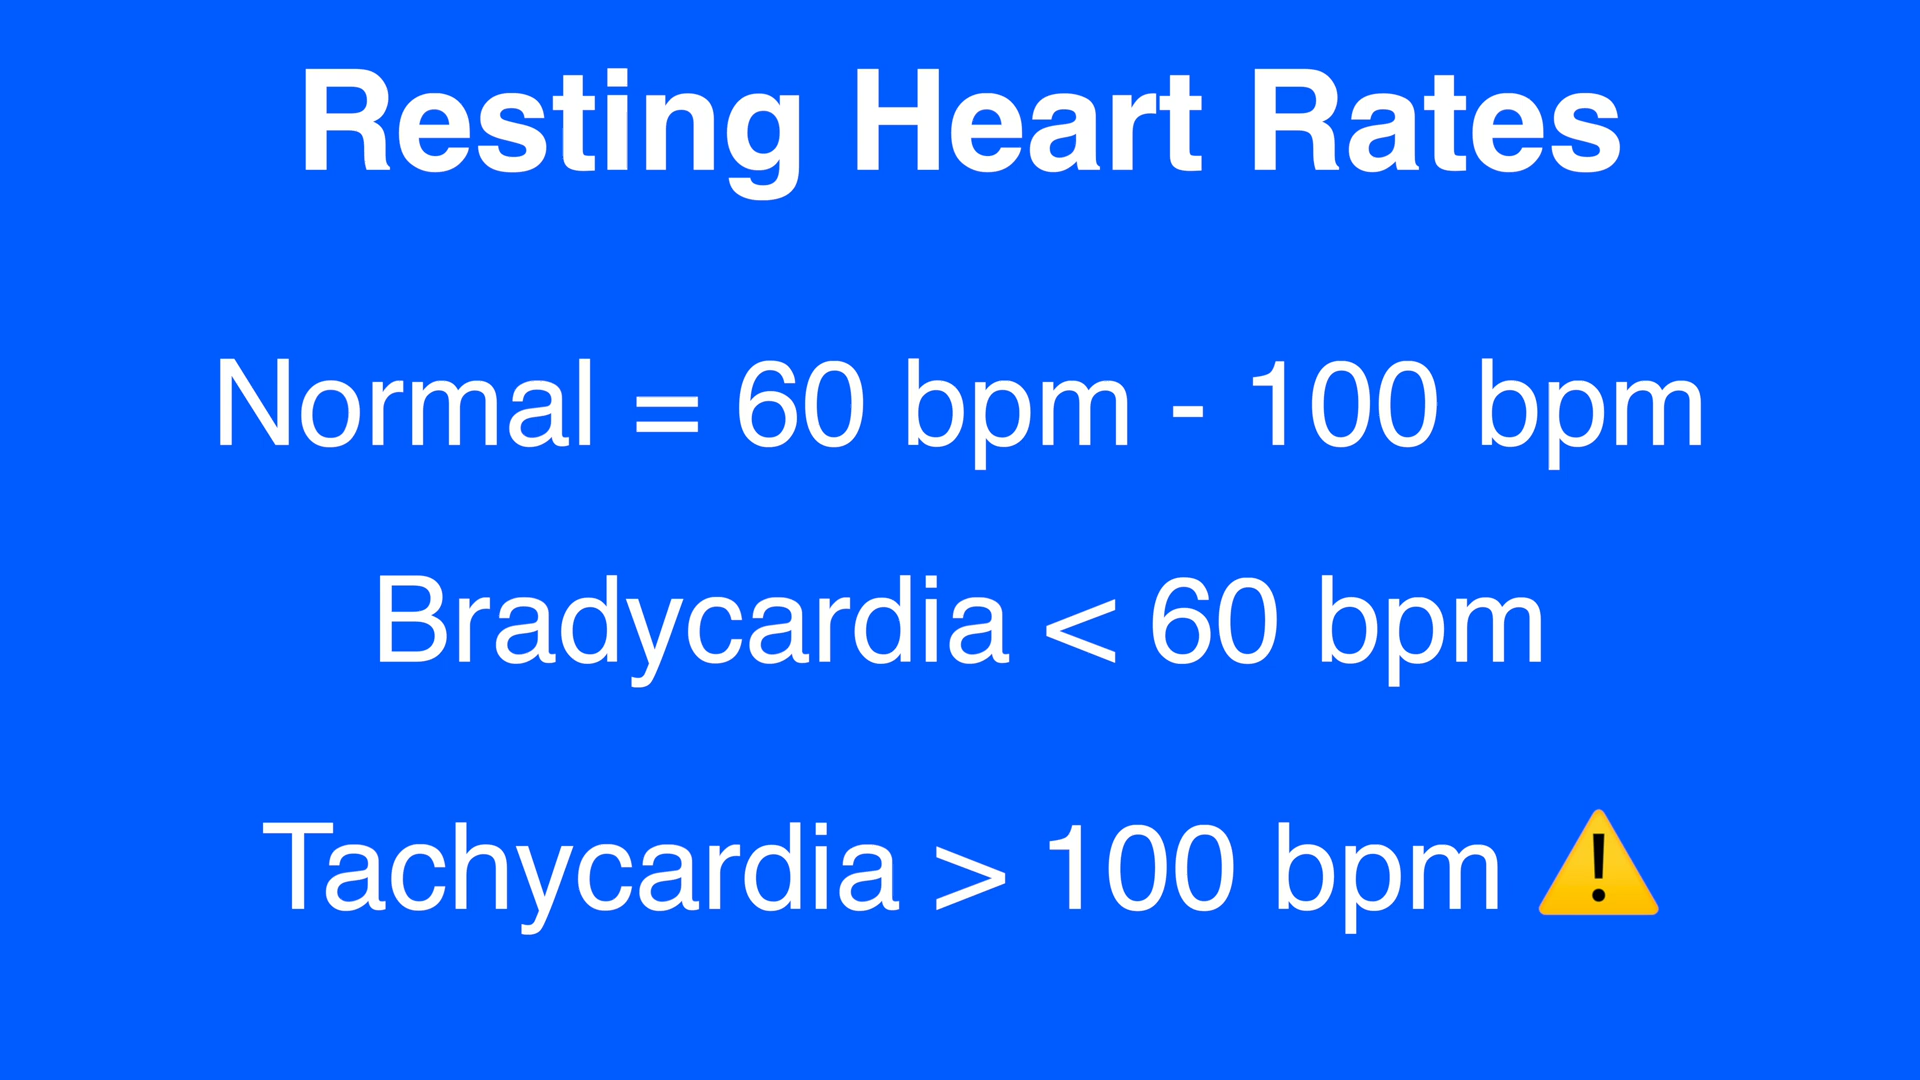 Resting Heart Rates
Normal = 60 bpm - 100 bpm
Bradycardia < 60 bpm
Tachycardia > 100 bpm ⚠️